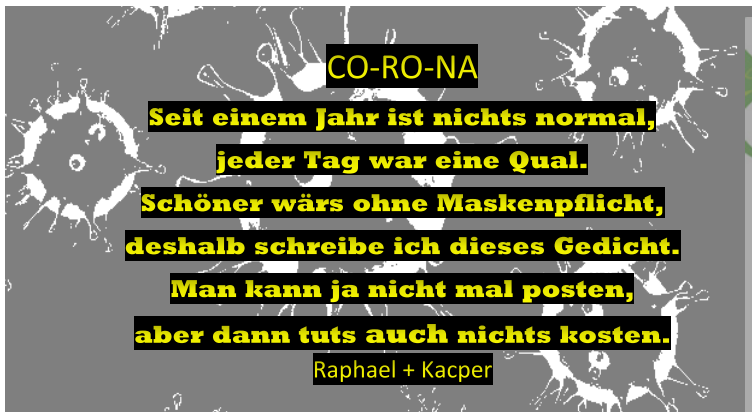 CO-RO-NA
Seit einem Jahr ist nichts normal,
jeder Tag war eine Qual.
Schöner wärs ohne Maskenpflicht,
deshalb schreibe ich dieses Gedicht.
Man kann ja nicht mal posten,
aber dann tuts auch nichts kosten.
Raphael + Kacper